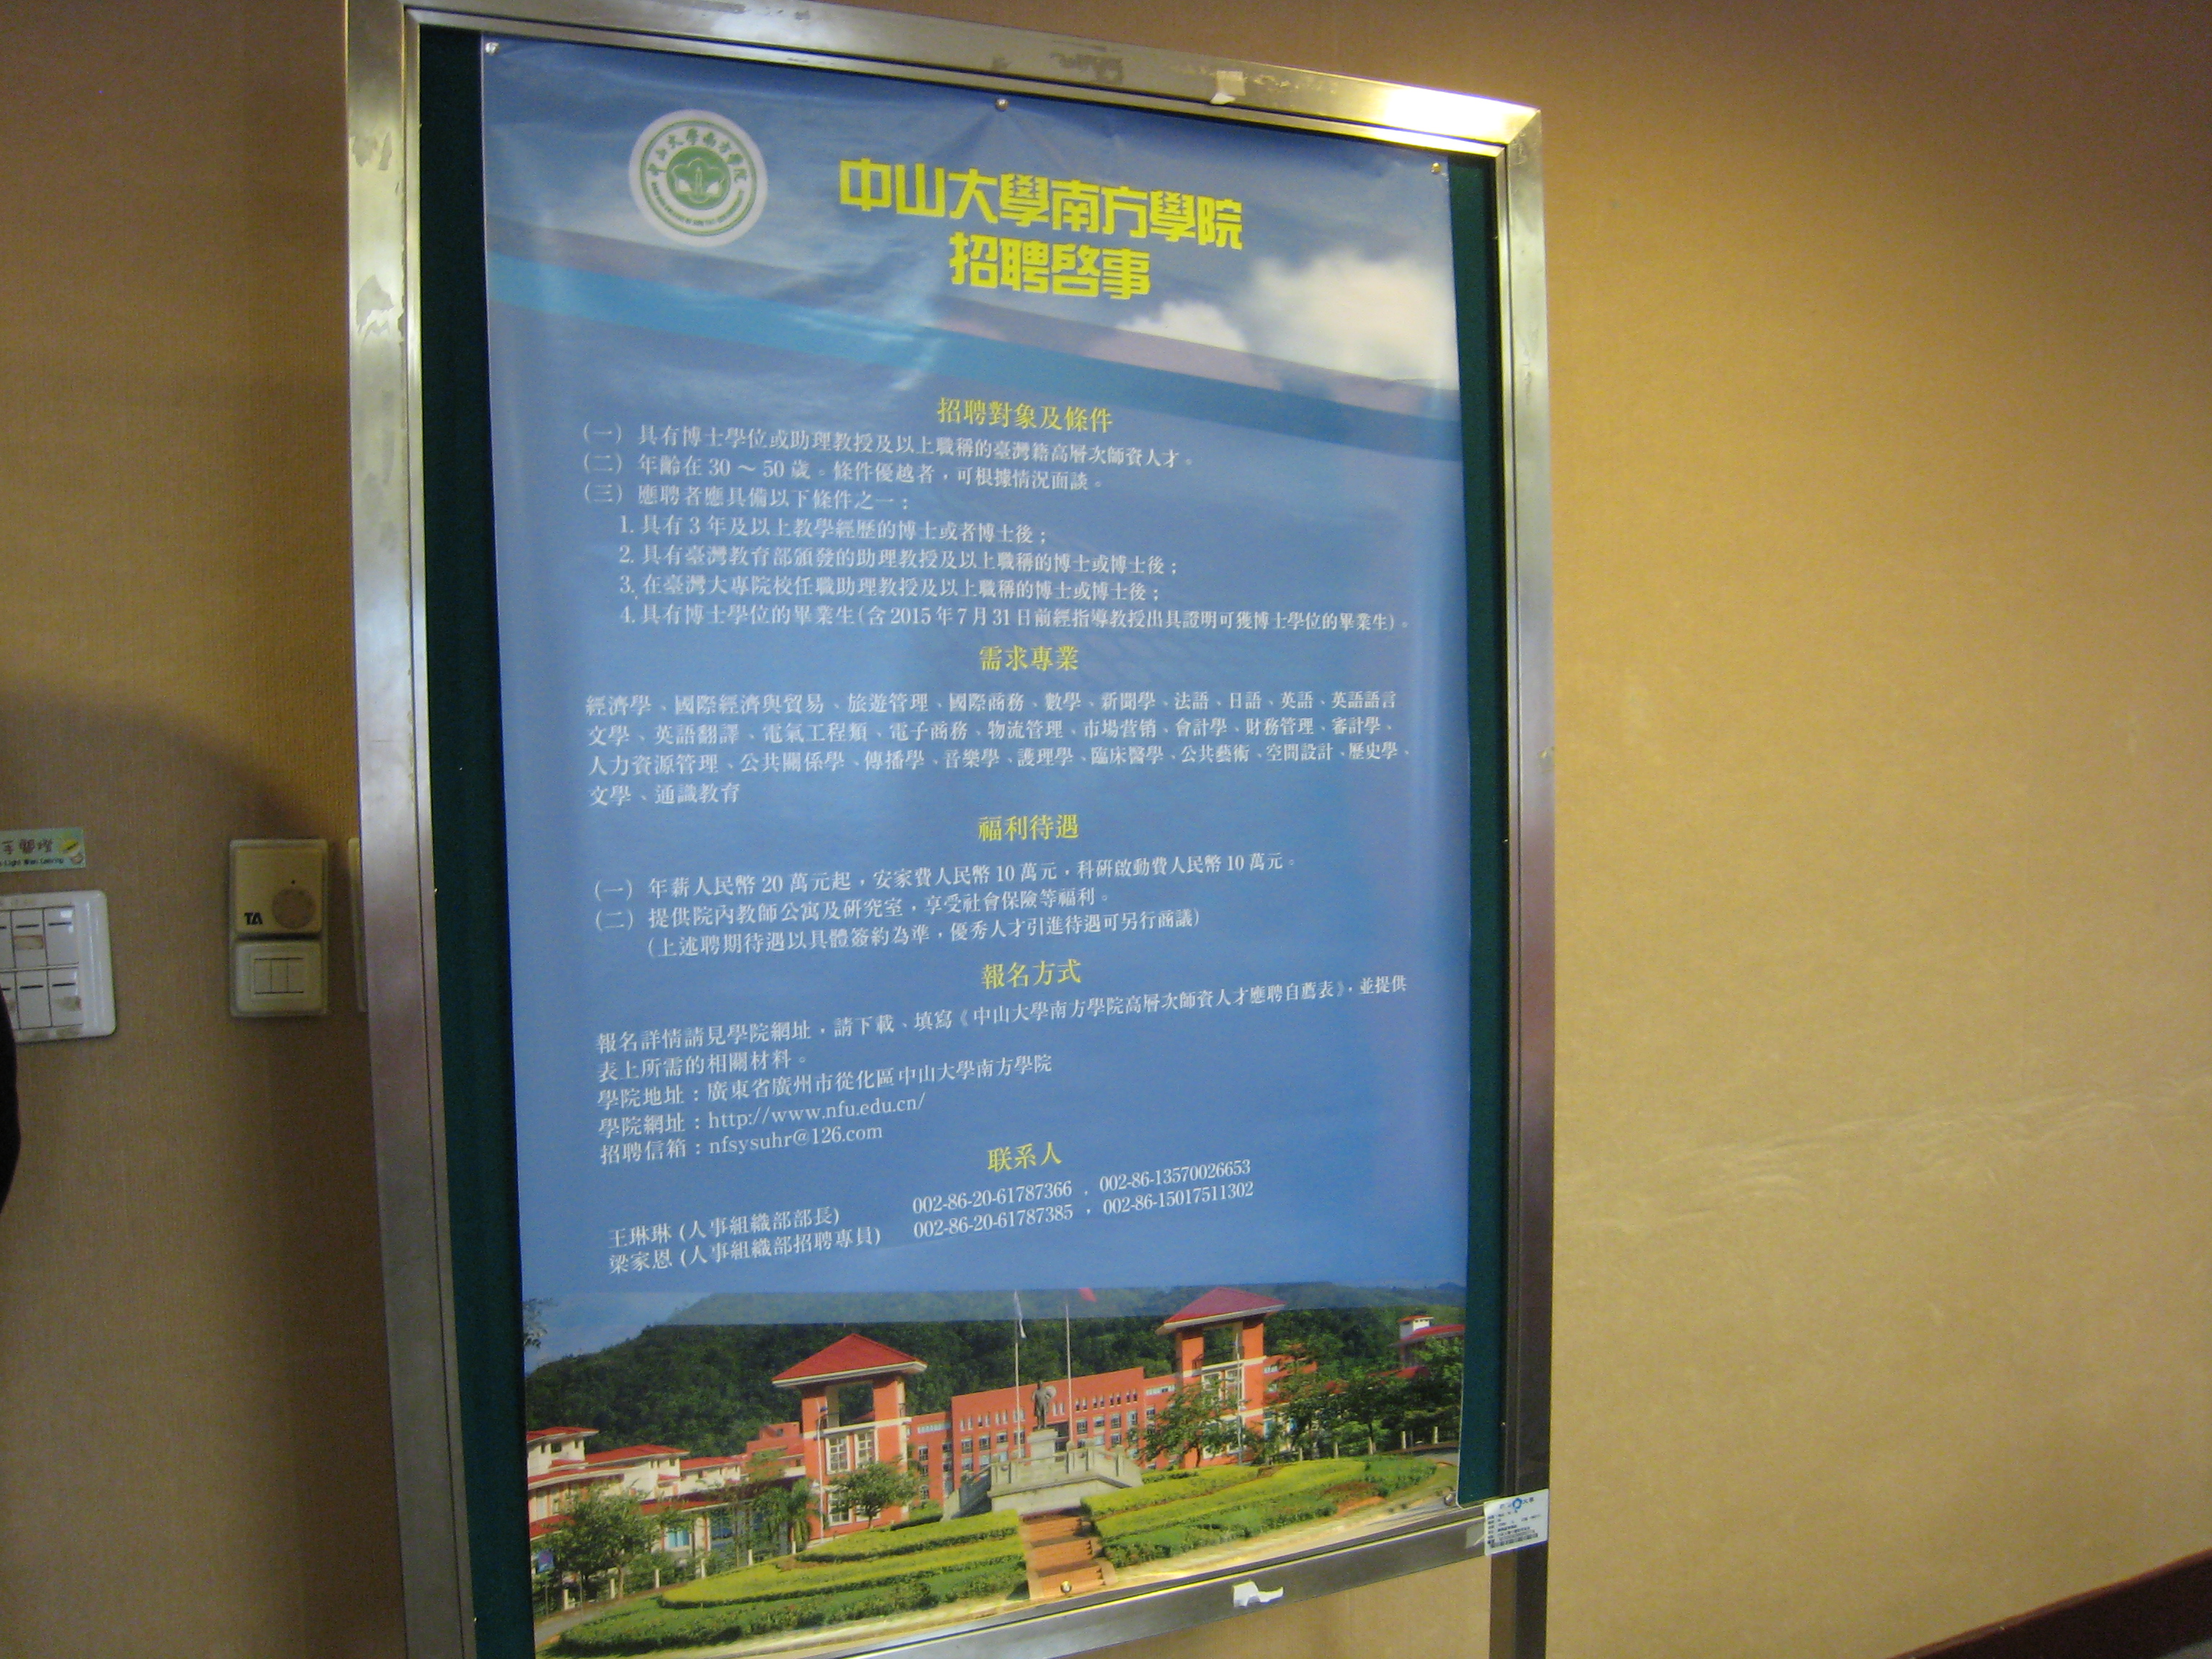 中山大學南方學院
中山大學南方學院
招聘啓事
招聘對象及條件
(一) 具有博士學位或助理教授及以上職稱的臺灣籍高層次師資人才。
(二) 年齡在 30 ～ 50 歲。條件優越者，可根據情況面談。
(三) 應聘者應具備以下條件之一：
1. 具有 3 年及以上教學經歷的博士或者博士後；
2. 具有臺灣教育部頒發的助理教授及以上職稱的博士或博士後；
3. 在臺灣大專院校任職助理教授及以上職稱的博士或博士後；
4. 具有博士學位的畢業生(含 2015 年 7 月 31 日前經指導教授出具證明可獲博士學位的畢業生)。
需求專業
經濟學、國際經濟與貿易、旅遊管理、國際商務、數學、新聞學、法語、日語、英語、英語語言
文學、英語翻譯、電氣工程類、電子商務、物流管理、市場营销、會計學、財務管理、審計學、
人力資源管理、公共關係學、傳播學、音樂學、護理學、臨床醫學、公共藝術、空間設計、歷史學、
文學、通識教育
福利待遇
(一) 年薪人民幣 20 萬元起，安家費人民幣 10 萬元，科研啟動費人民幣 10 萬元。
(二) 提供院內教師公寓及研究室，享受社會保險等福利。
(上述聘期待遇以具體簽約為準，優秀人才引進待遇可另行商議)
報名方式
報名詳情請見學院網址，請下載、填寫《中山大學南方學院高層次師資人才應聘自薦表》，並提供
表上所需的相關材料。
學院地址：廣東省廣州市從化區中山大學南方學院
學院網址：http://www.nfu.edu.cn/
招聘信箱：nfsysuhr@126.com
联系人
王琳琳 (人事組織部部長) 002-86-20-61787366 ，002-86-13570026653
梁家恩 (人事組織部招聘專員) 002-86-20-61787385 ，002-86-15017511302
TA